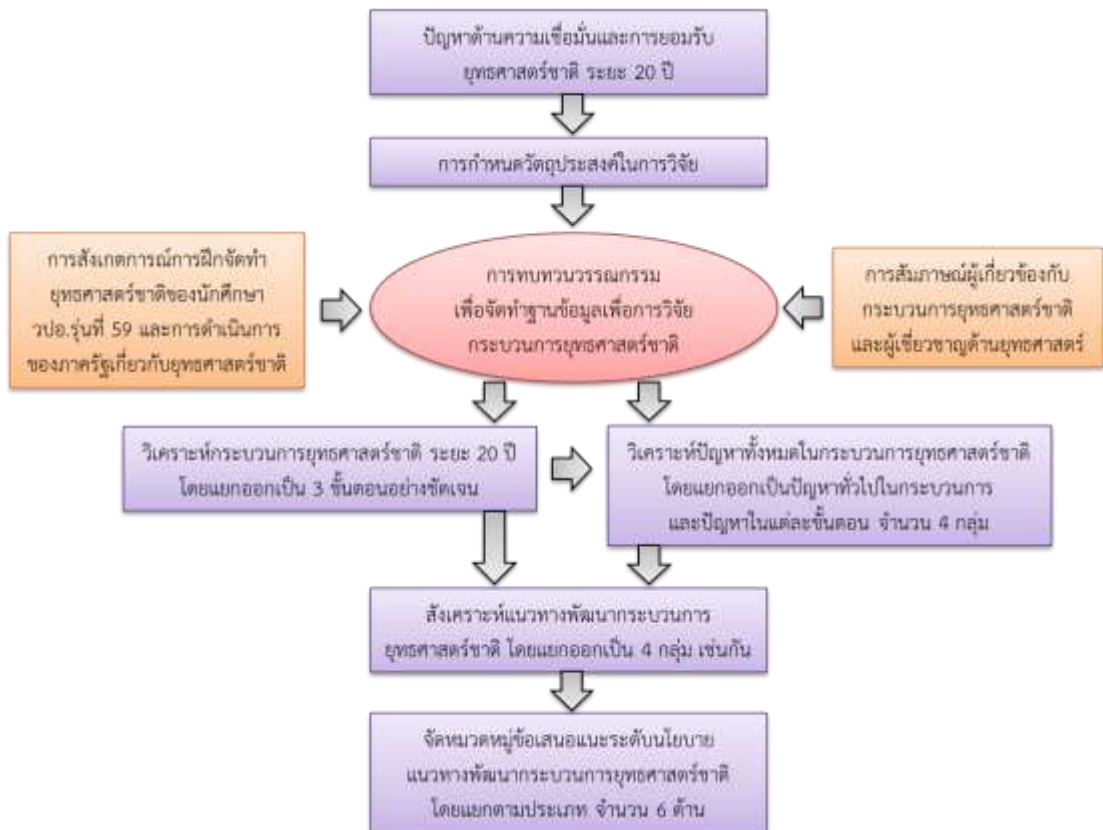 ปัญหาด้านความเชื่อมั่นและการยอมรับ
ยุทธศาสตร์ชาติ ระยะ 20 ปี
การกำหนดวัตถุประสงค์ในการวิจัย
การสังเกตการณ์การฝึกจัดทำ
ยุทธศาสตร์ชาติของนักศึกษา
วปอ.รุ่นที่ 59 และการดำเนินการ
ของภาครัฐเกี่ยวกับยุทธศาสตร์ชาติ
การทบทวนวรรณกรรม
เพื่อจัดทำฐานข้อมูลเพื่อการวิจัย
กระบวนการยุทธศาสตร์ชาติ
การสัมภาษณ์ผู้เกี่ยวข้องกับ
กระบวนการยุทธศาสตร์ชาติ
และผู้เชี่ยวชาญด้านยุทธศาสตร์
วิเคราะห์กระบวนการยุทธศาสตร์ชาติ ระยะ 20 ปี
โดยแยกออกเป็น 3 ขั้นตอนอย่างชัดเจน
วิเคราะห์ปัญหาทั้งหมดในกระบวนการยุทธศาสตร์ชาติ
โดยแยกออกเป็นปัญหาทั่วไปในกระบวนการ
และปัญหาในแต่ละขั้นตอน จำนวน 4 กลุ่ม
สังเคราะห์แนวทางพัฒนากระบวนการ
ยุทธศาสตร์ชาติ โดยแยกออกเป็น 4 กลุ่ม เช่นกัน
จัดหมวดหมู่ข้อเสนอแนะระดับนโยบาย
แนวทางพัฒนากระบวนการยุทธศาสตร์ชาติ
โดยแยกตามประเภท จำนวน 6 ด้าน